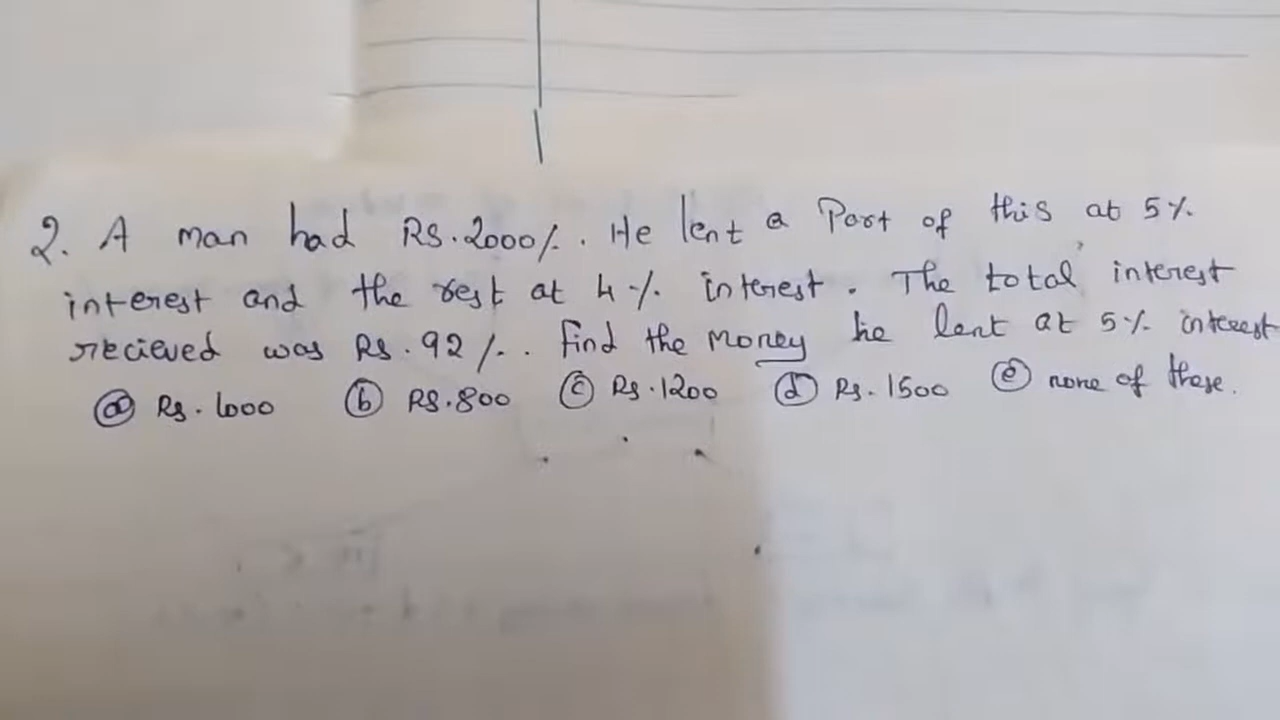 2. A man had Rs.2000/.. He lent a Part of this at 5%
interest and the rest at 4% interest. The total interest
recieved was Rs.92/.. find the money he lent at 5% interest
ⓐ Rs.1000 ⓑ RS.800 ⓒ Rs.1200 ⓓ Rs.1500 ⓔ none of these.